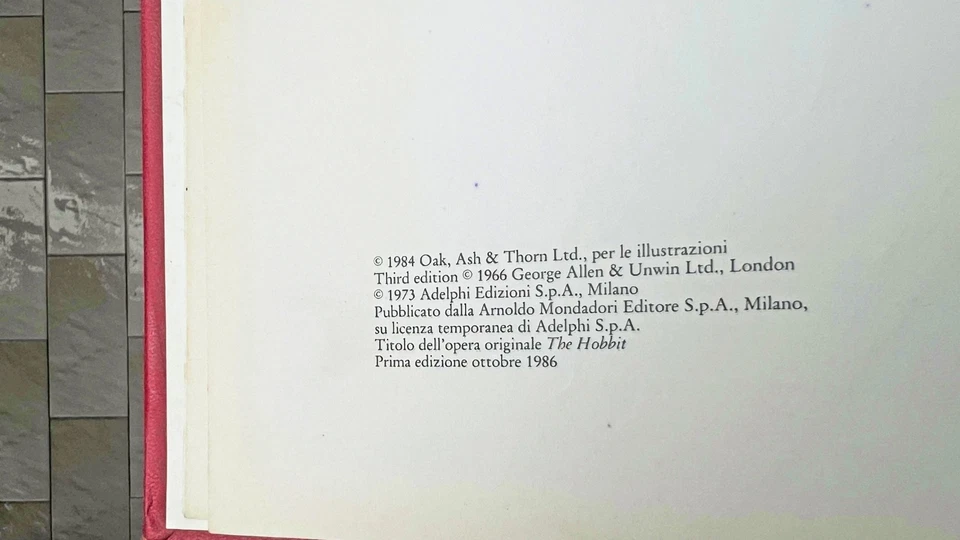 © 1984 Oak, Ash & Thorn Ltd., per le illustrazioni
Third edition © 1966 George Allen & Unwin Ltd., London
© 1973 Adelphi Edizioni S.p.A., Milano
Pubblicato dalla Arnoldo Mondadori Editore S.p.A., Milano,
su licenza temporanea di Adelphi S.p.A.
Titolo dell'opera originale The Hobbit
Prima edizione ottobre 1986